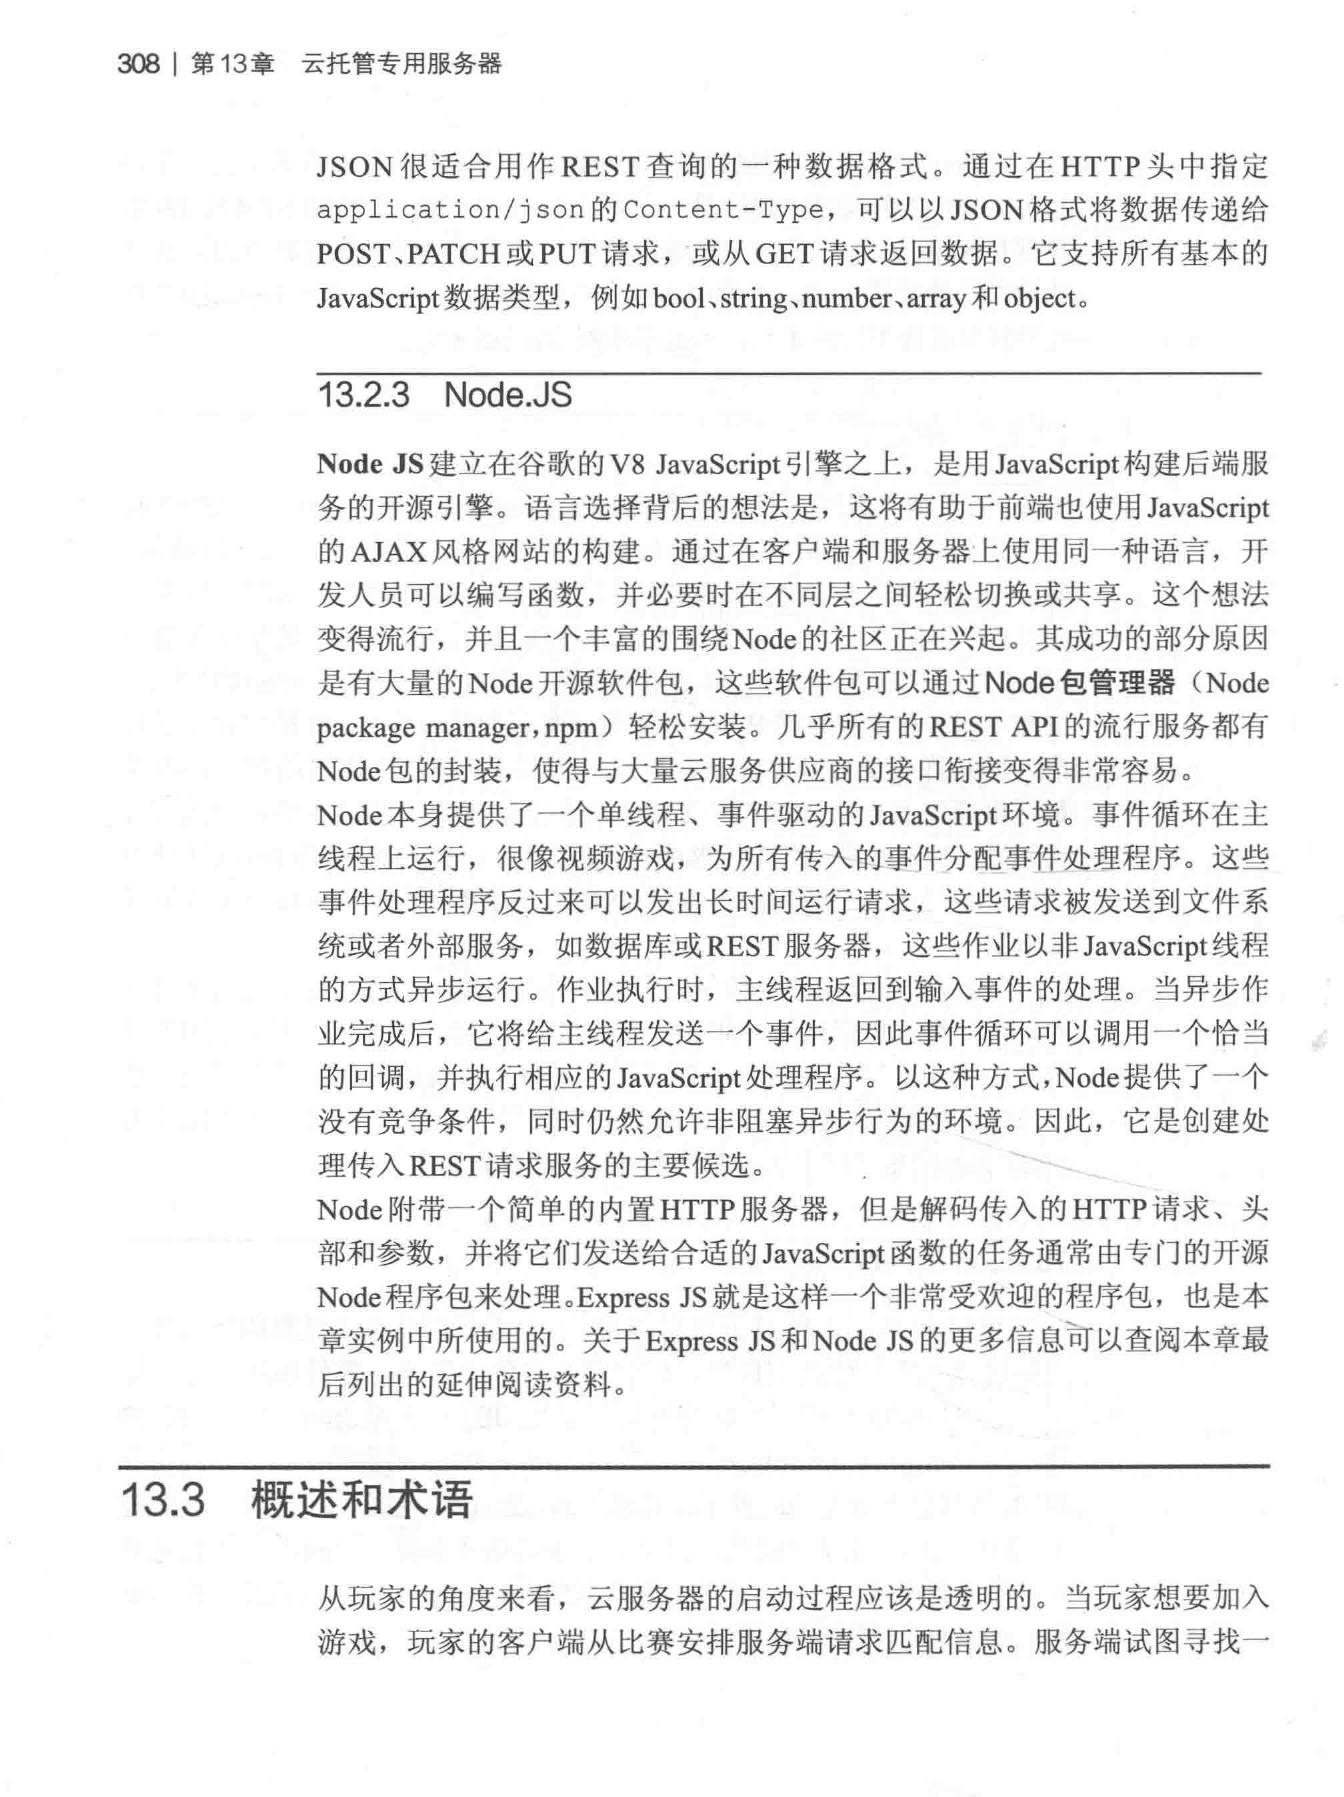 308 | 第13章 云托管专用服务器
JSON很适合用作REST查询的一种数据格式。通过在HTTP头中指定
application/json的Content-Type，可以以JSON格式将数据传递给
POST、PATCH或PUT请求，或从GET请求返回数据。它支持所有基本的
JavaScript数据类型，例如bool、string、number、array和object。
13.2.3 Node.JS
Node JS建立在谷歌的V8 JavaScript引擎之上，是用JavaScript构建后端服
务的开源引擎。语言选择背后的想法是，这将有助于前端也使用JavaScript
的AJAX风格网站的构建。通过在客户端和服务器上使用同一种语言，开
发人员可以编写函数，并必要时在不同层之间轻松切换或共享。这个想法
变得流行，并且一个丰富的围绕Node的社区正在兴起。其成功的部分原因
是有大量的Node开源软件包，这些软件包可以通过Node包管理器（Node
package manager，npm）轻松安装。几乎所有的REST API的流行服务都有
Node包的封装，使得与大量云服务供应商的接口衔接变得非常容易。
Node本身提供了一个单线程、事件驱动的JavaScript环境。事件循环在主
线程上运行，很像视频游戏，为所有传入的事件分配事件处理程序。这些
事件处理程序反过来可以发出长时间运行请求，这些请求被发送到文件系
统或者外部服务，如数据库或REST服务器，这些作业以非JavaScript线程
的方式异步运行。作业执行时，主线程返回到输入事件的处理。当异步作
业完成后，它将给主线程发送一个事件，因此事件循环可以调用一个恰当
的回调，并执行相应的JavaScript处理程序。以这种方式，Node提供了一个
没有竞争条件，同时仍然允许非阻塞异步行为的环境。因此，它是创建处
理传入REST请求服务的主要候选。
Node附带一个简单的内置HTTP服务器，但是解码传入的HTTP请求、头
部和参数，并将它们发送给合适的JavaScript函数的任务通常由专门的开源
Node程序包来处理。Express JS就是这样一个非常受欢迎的程序包，也是本
章实例中所使用的。关于Express JS和Node JS的更多信息可以查阅本章最
后列出的延伸阅读资料。
13.3 概述和术语
从玩家的角度来看，云服务器的启动过程应该是透明的。当玩家想要加入
游戏，玩家的客户端从比赛安排服务端请求匹配信息。服务端试图寻找一